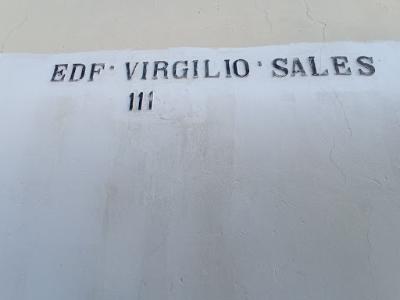 EDF· VIRGILIO · SALES
111